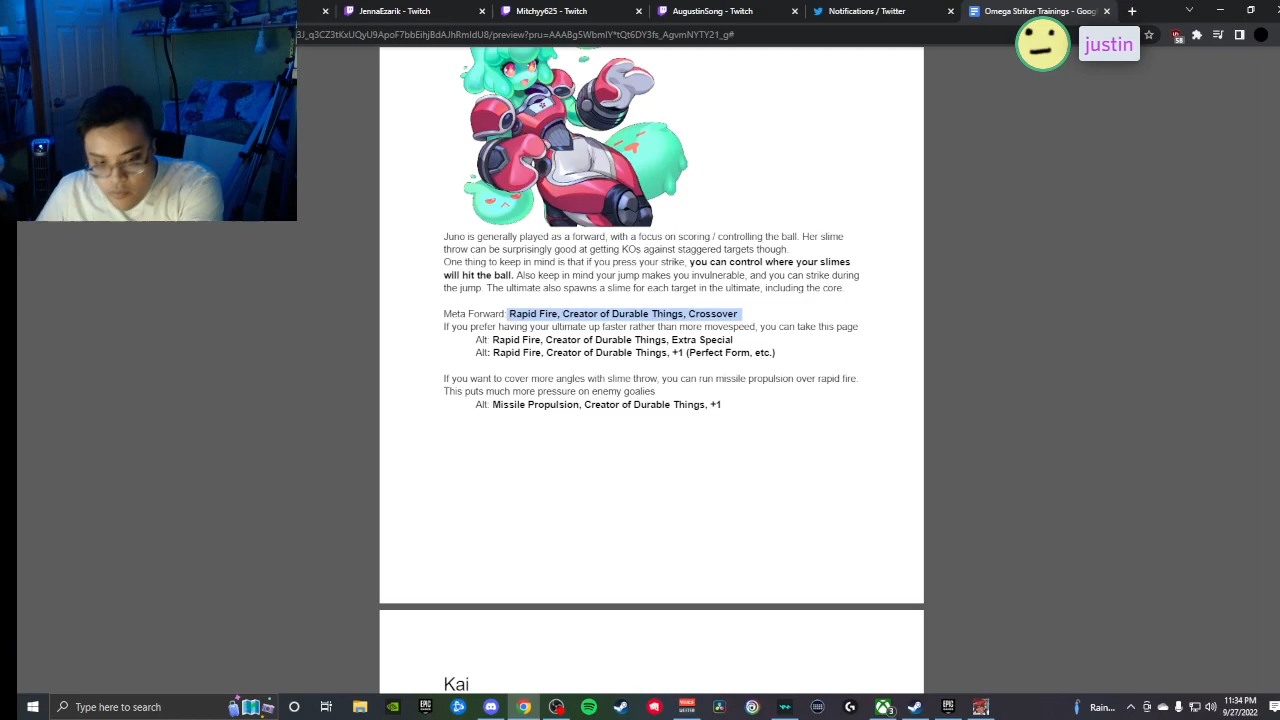 JennaEzarik - Twitch
Mitchyy625 - Twitch
AugustinSong - Twitch
Notifications / Twitter
Omega Striker Trainings - Goog
justin
Juno is generally played as a forward, with a focus on scoring / controlling the ball. Her slime
throw can be surprisingly good at getting KOs against staggered targets though.
One thing to keep in mind is that if you press your strike, you can control where your slimes
will hit the ball. Also keep in mind your jump makes you invulnerable, and you can strike during
the jump. The ultimate also spawns a slime for each target in the ultimate, including the core.
Meta Forward: Rapid Fire, Creator of Durable Things, Crossover
If you prefer having your ultimate up faster rather than more movespeed, you can take this page
Alt: Rapid Fire, Creator of Durable Things, Extra Special
Alt: Rapid Fire, Creator of Durable Things, +1 (Perfect Form, etc.)
If you want to cover more angles with slime throw, you can run missile propulsion over rapid fire.
This puts much more pressure on enemy goalies
Alt: Missile Propulsion, Creator of Durable Things, +1
Kai
Type here to search
Rain...
11:34 PM
9/27/2022